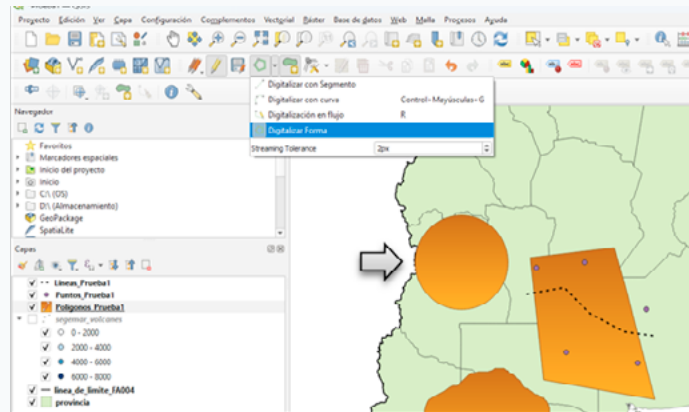 Proyecto Edición Ver Capa Configuración Complementos Vectorial Ráster Base de datos Web Malla Procesos Ayuda
Digitalizar con Segmento
Digitalizar con curva Control+Mayúsculas+G
Digitalización en flujo R
Digitalizar Forma
Streaming Tolerance 2px
Navegador
Favoritos
Marcadores espaciales
Inicio del proyecto
Inicio
C:\ (OS)
D:\ (Almacenamiento)
GeoPackage
SpatiaLite
Capas
Lineas_Prueba1
Puntos_Prueba1
Poligonos_Prueba1
segemar_volcanes
0 - 2000
2000 - 4000
4000 - 6000
6000 - 8000
linea_de_limite_FA004
provincia